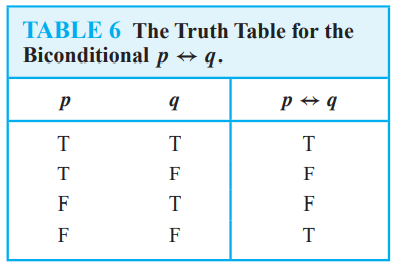 TABLE 6 The Truth Table for the
Biconditional p ↔ q.
p q p ↔ q
T T T
T F F
F T F
F F T